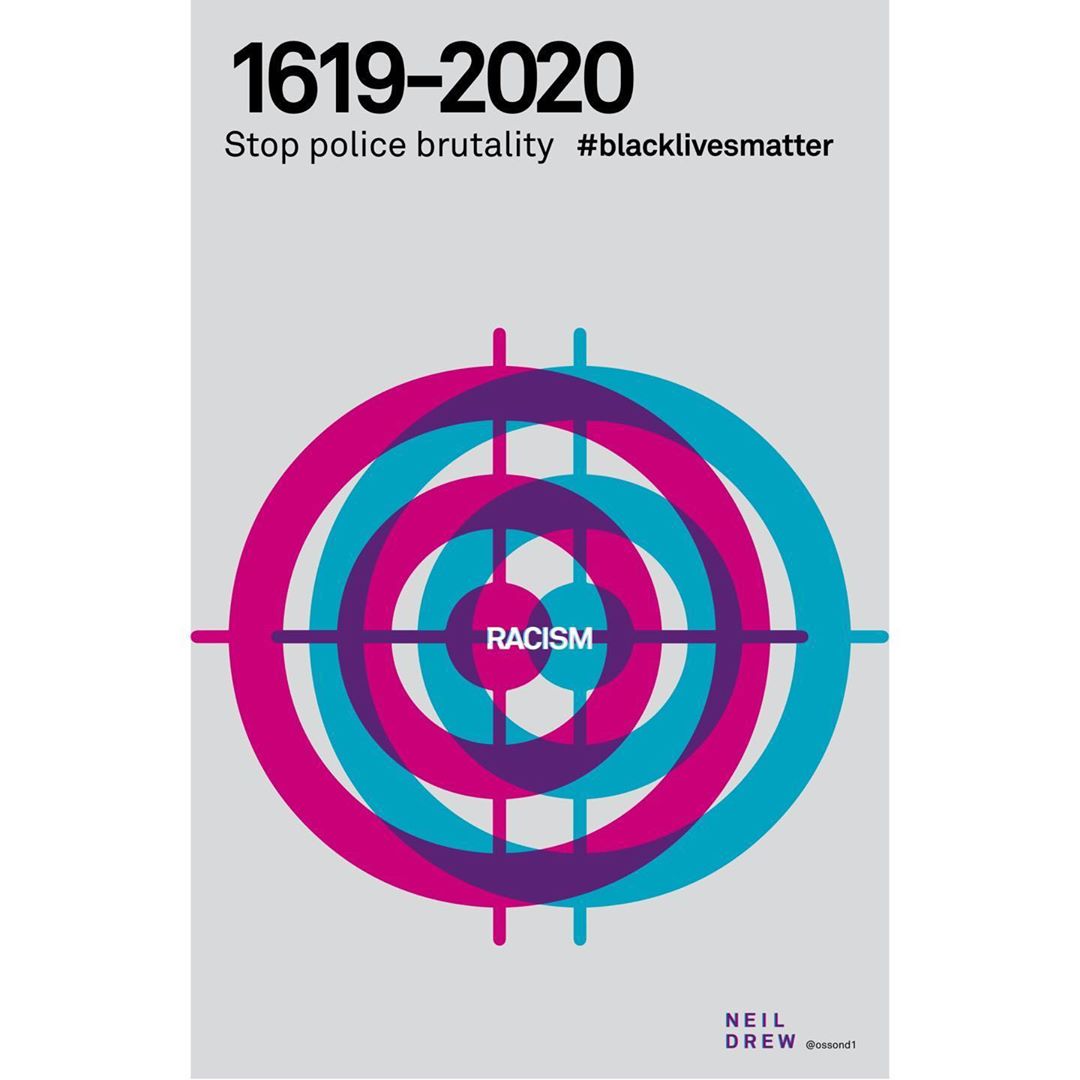 1619–2020
Stop police brutality #blacklivesmatter
RACISM
NEIL
DREW @ossond1